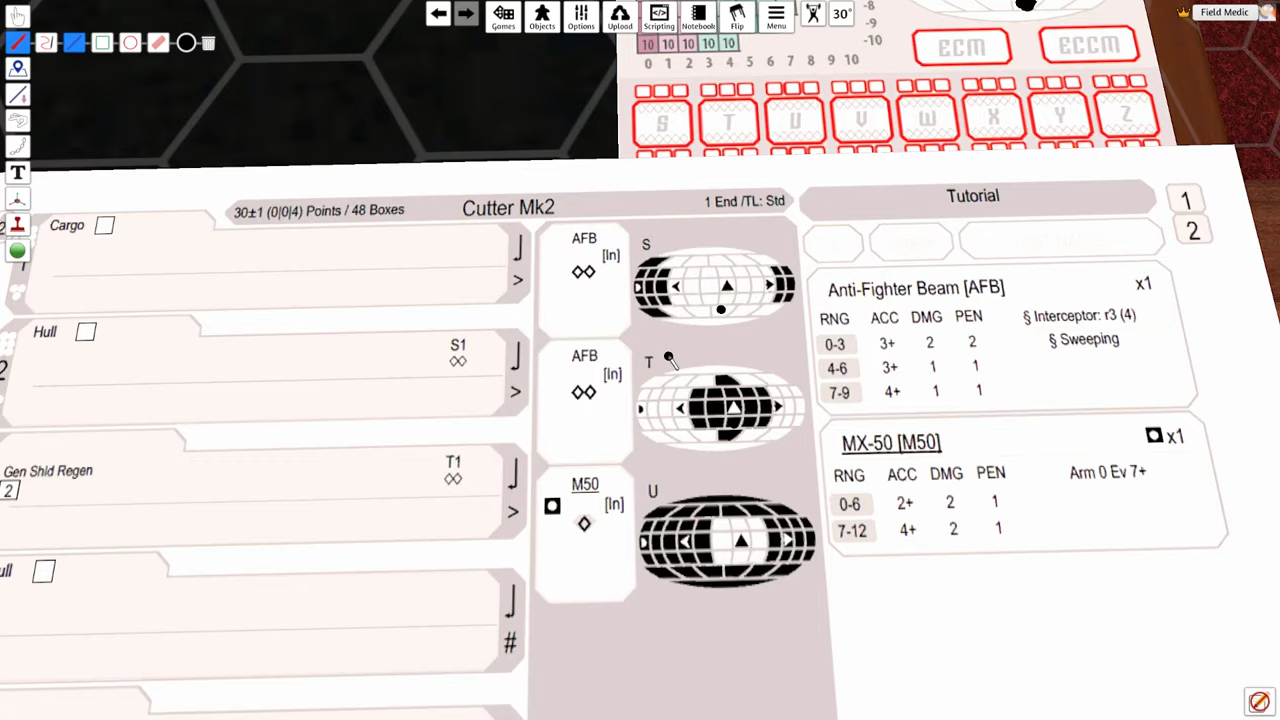 Games Objects Options Upload Scripting Notebook Flip Menu 30° Field Medic
-8
-9
-10
10 10 10 10 10
0 1 2 3 4 5 6 7 8 9 10
ECM ECCM
S T U V W X Y Z
T
30±1 (0|0|4) Points / 48 Boxes Cutter Mk2 1 End /TL: Std
Cargo
>
Hull
S1
2
>
Gen Shld Regen
2
T1
>
#
AFB
[In]
S
AFB
[In]
T
M50
[In]
U
Tutorial
1
2
Anti-Fighter Beam [AFB] x1
RNG ACC DMG PEN § Interceptor: r3 (4)
0-3 3+ 2 2 § Sweeping
4-6 3+ 1 1
7-9 4+ 1 1
MX-50 [M50] x1
RNG ACC DMG PEN Arm 0 Ev 7+
0-6 2+ 2 1
7-12 4+ 2 1